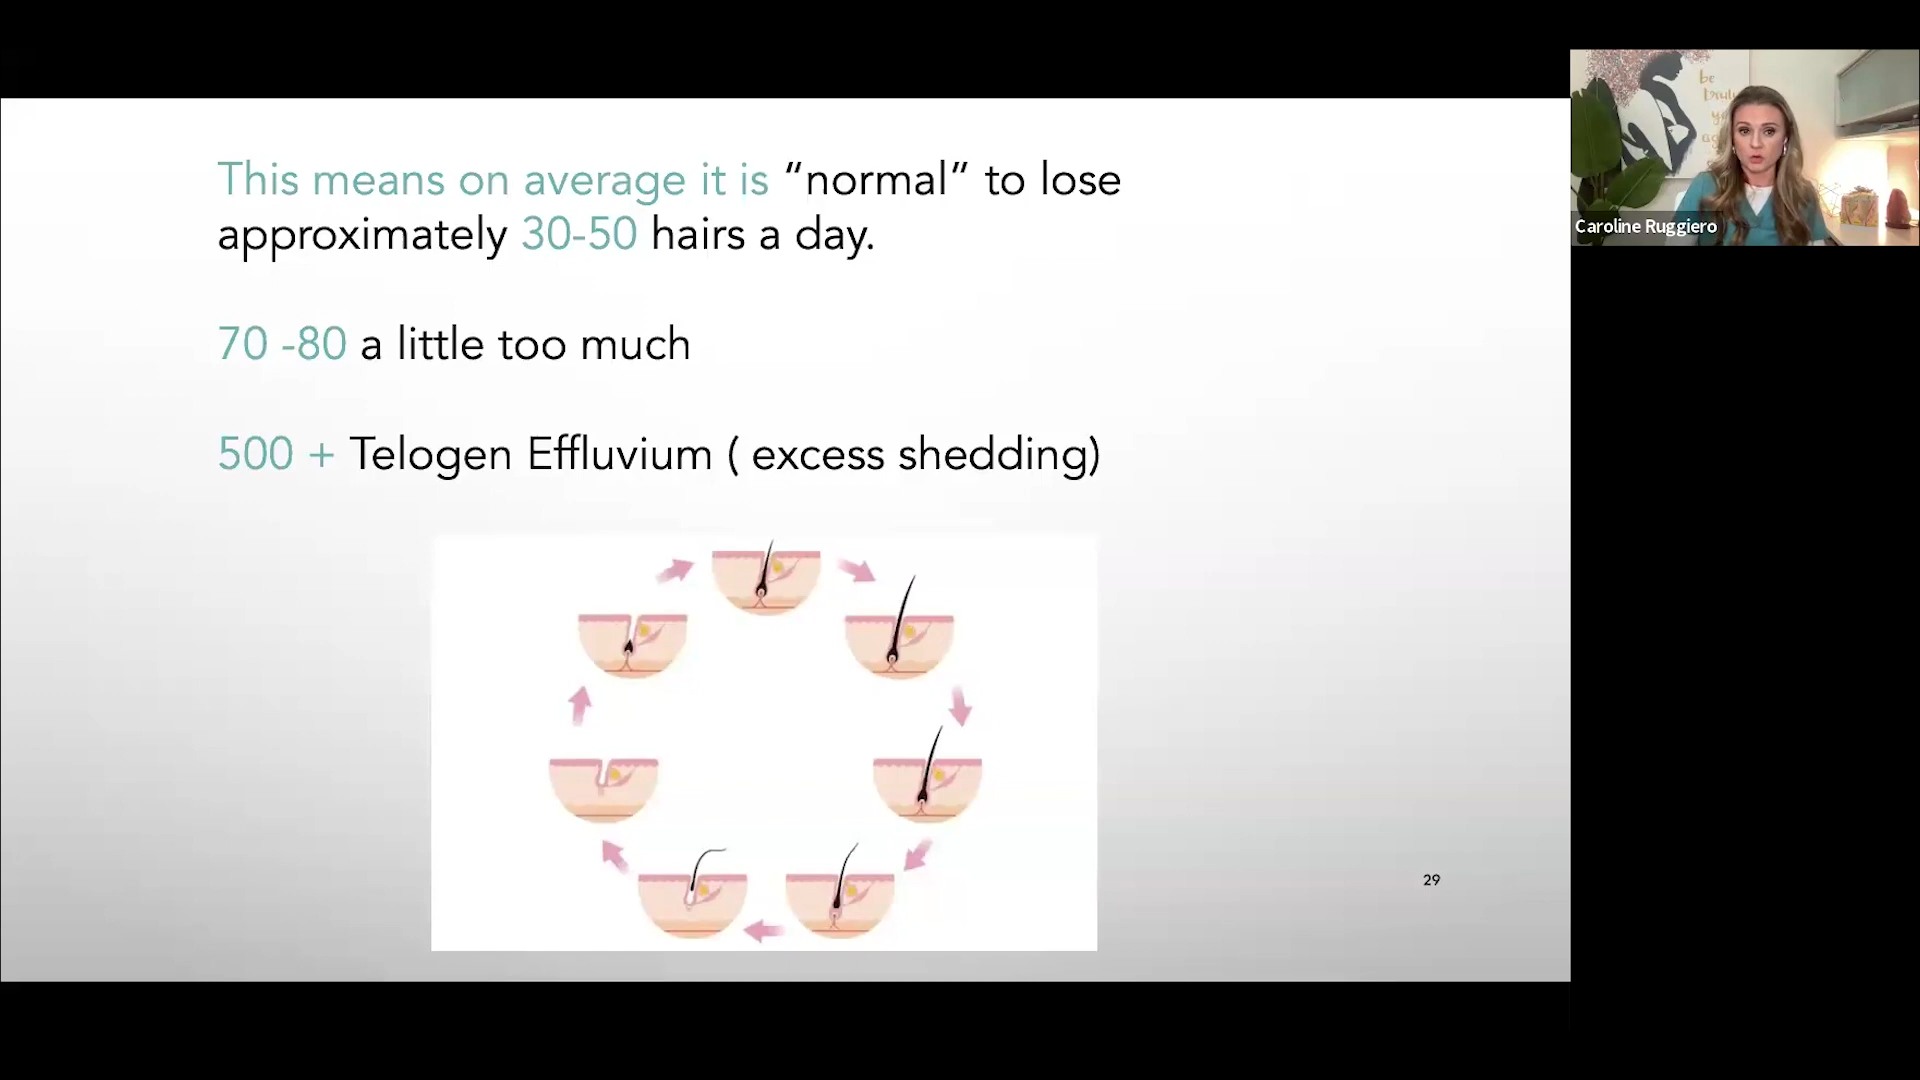 This means on average it is “normal” to lose
approximately 30-50 hairs a day.
70 -80 a little too much
500 + Telogen Effluvium ( excess shedding)
29
be
Caroline Ruggiero